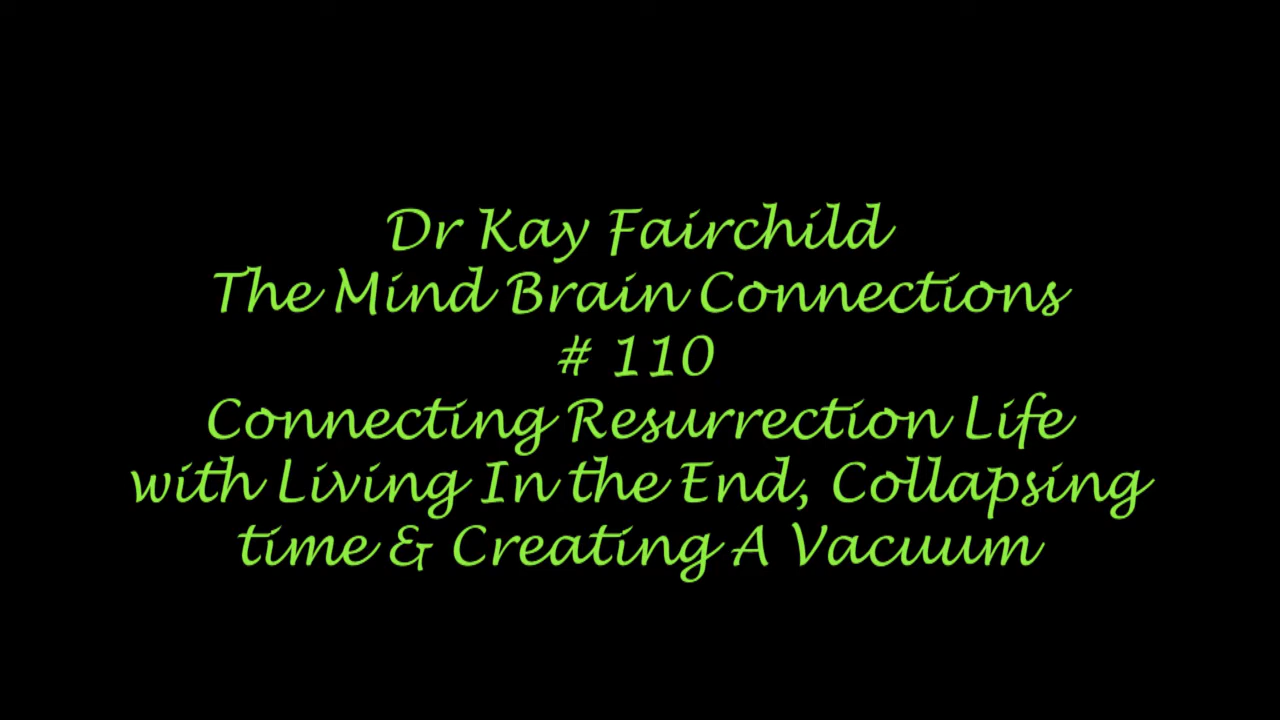 Dr Kay Fairchild
The Mind Brain Connections
# 110
Connecting Resurrection Life
with Living In the End, Collapsing
time & Creating A Vacuum